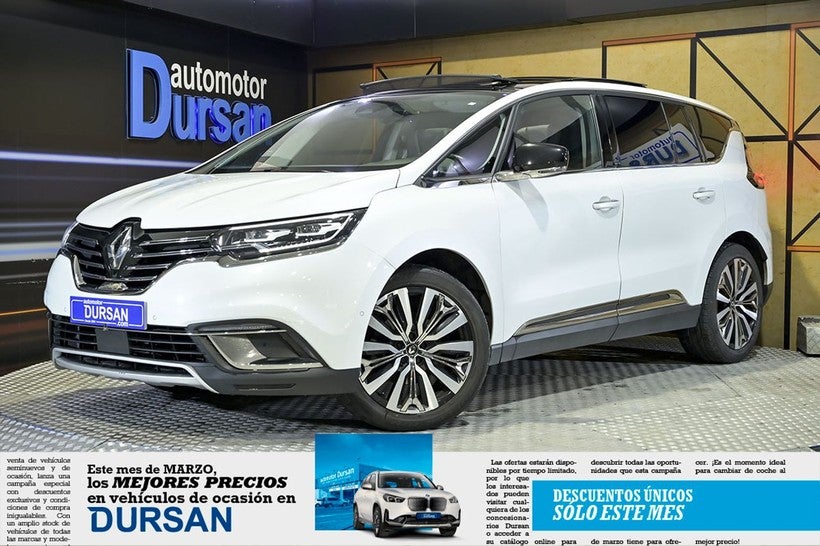 automotor
Dursan
Automotor
DURSAN
automotor
DURSAN
.com
venta de vehículos
seminuevos y de
ocasión, lanza una
campaña especial
con descuentos
exclusivos y condi-
ciones de compra
inigualables. Con
un amplio stock de
vehículos de todas
las marcas y mode-
Este mes de MARZO,
los MEJORES PRECIOS
en vehículos de ocasión en
DURSAN
automotor Dursan
Las ofertas estarán dispo-
nibles por tiempo limitado,
por lo que
los interesa-
dos pueden
visitar cual-
quiera de los
concesiona-
rios Dursan
o acceder a
su catálogo online para
descubrir todas las oportu-
nidades que esta campaña
de marzo tiene para ofre-
cer. ¡Es el momento ideal
para cambiar de coche al
mejor precio!
DESCUENTOS ÚNICOS
SÓLO ESTE MES